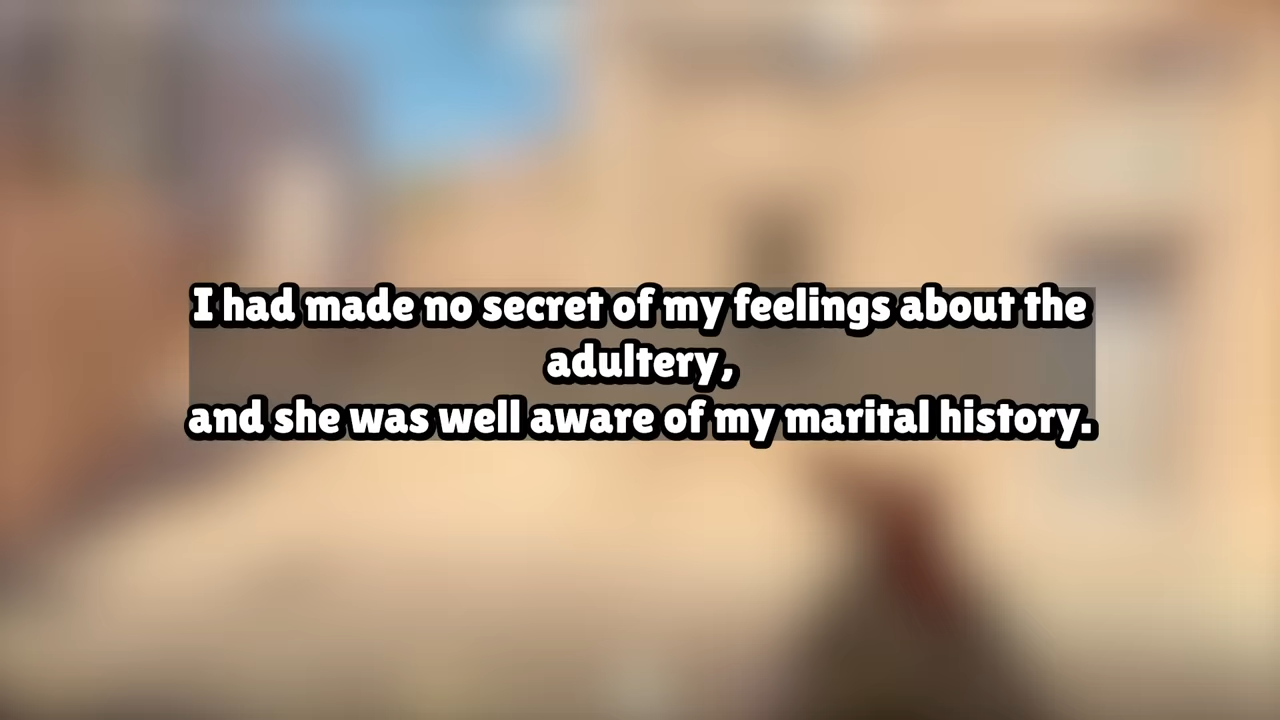 I had made no secret of my feelings about the
adultery,
and she was well aware of my marital history.